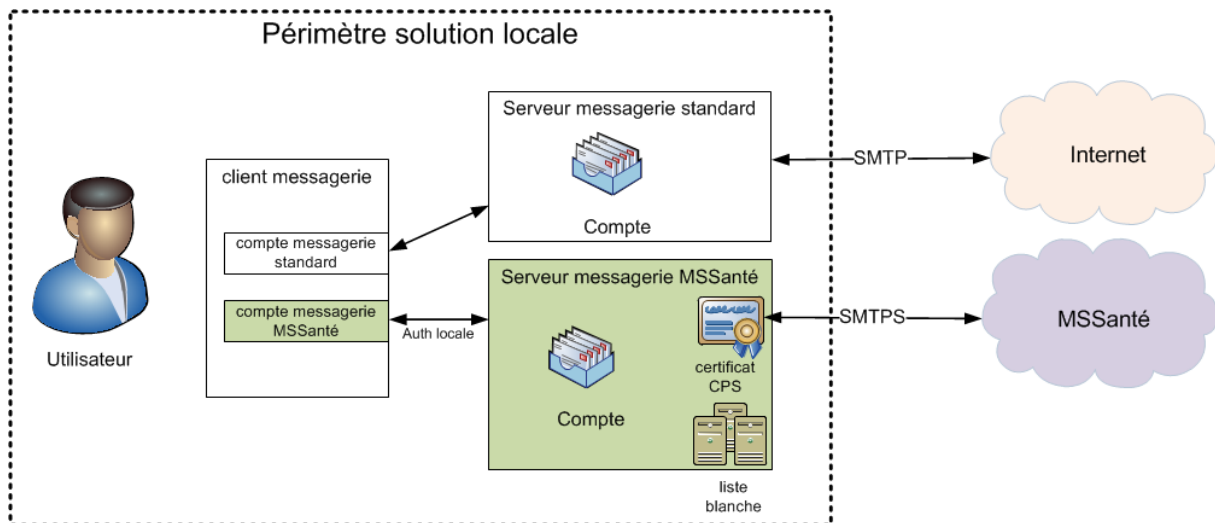 Périmètre solution locale
Serveur messagerie standard
Compte
SMTP
Internet
client messagerie
compte messagerie
standard
compte messagerie
MSSanté
Auth locale
Utilisateur
Serveur messagerie MSSanté
Compte
certificat
CPS
liste
blanche
SMTPS
MSSanté